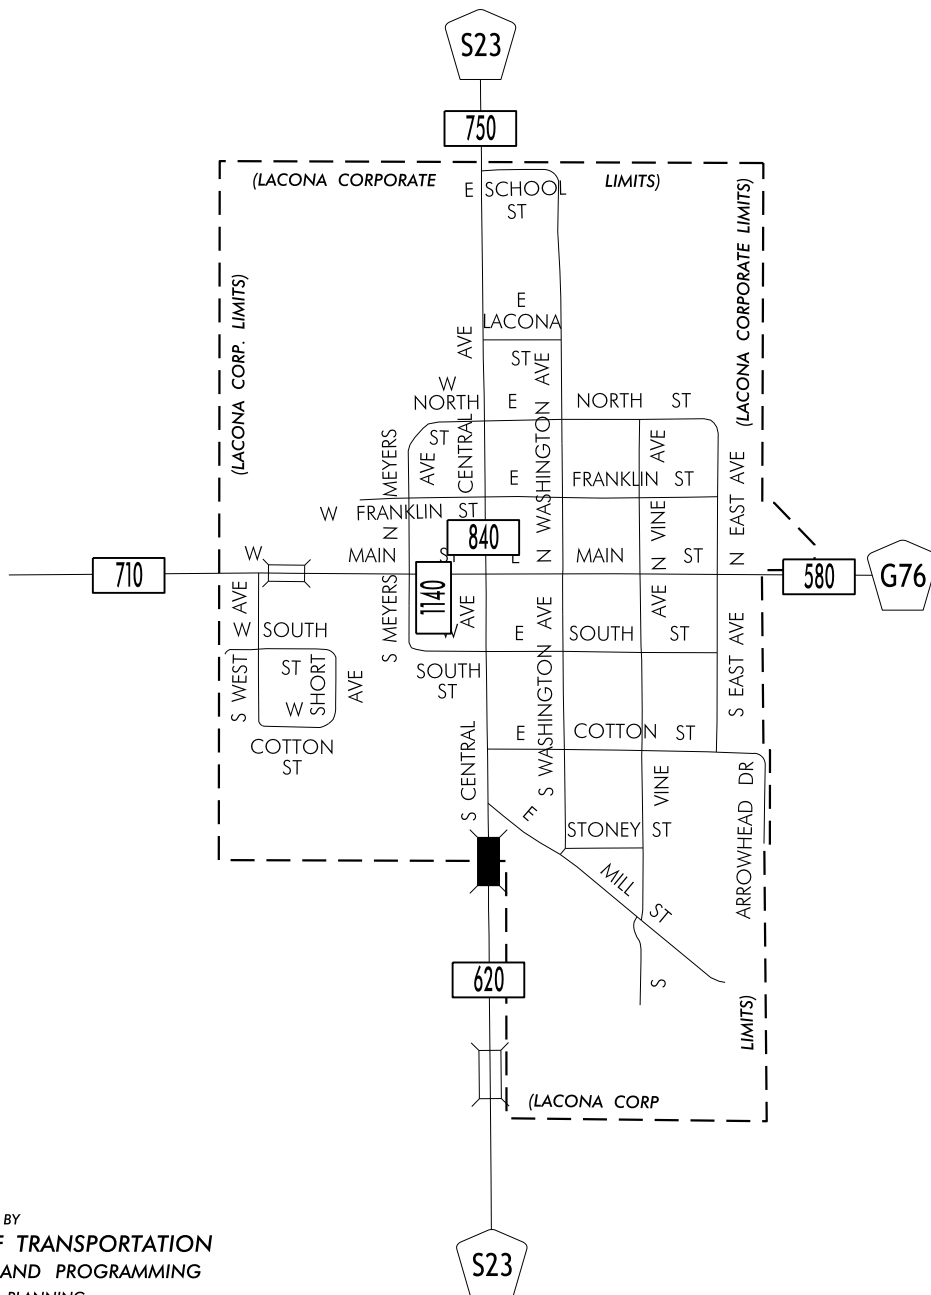 S23
750
(LACONA CORPORATE LIMITS)
E SCHOOL
ST
(LACONA CORPORATE LIMITS)
(LACONA CORP. LIMITS)
E
LACONA
ST
AVE
W
NORTH
ST
E NORTH ST
N MEYERS
AVE
CENTRAL
N WASHINGTON AVE
AVE
N VINE
N EAST AVE
E FRANKLIN ST
W FRANKLIN ST
840
W MAIN
MAIN ST
710
580
G76
1140
S MEYERS
AVE
S WASHINGTON AVE
AVE
S EAST AVE
S WEST AVE
W SOUTH
ST
SHORT
AVE
W
COTTON
ST
E SOUTH ST
SOUTH
ST
E COTTON ST
S CENTRAL
VINE
ARROWHEAD DR
E
STONEY ST
MILL
ST
S
620
LIMITS)
(LACONA CORP
S23
BY
TRANSPORTATION
AND PROGRAMMING
PLANNING